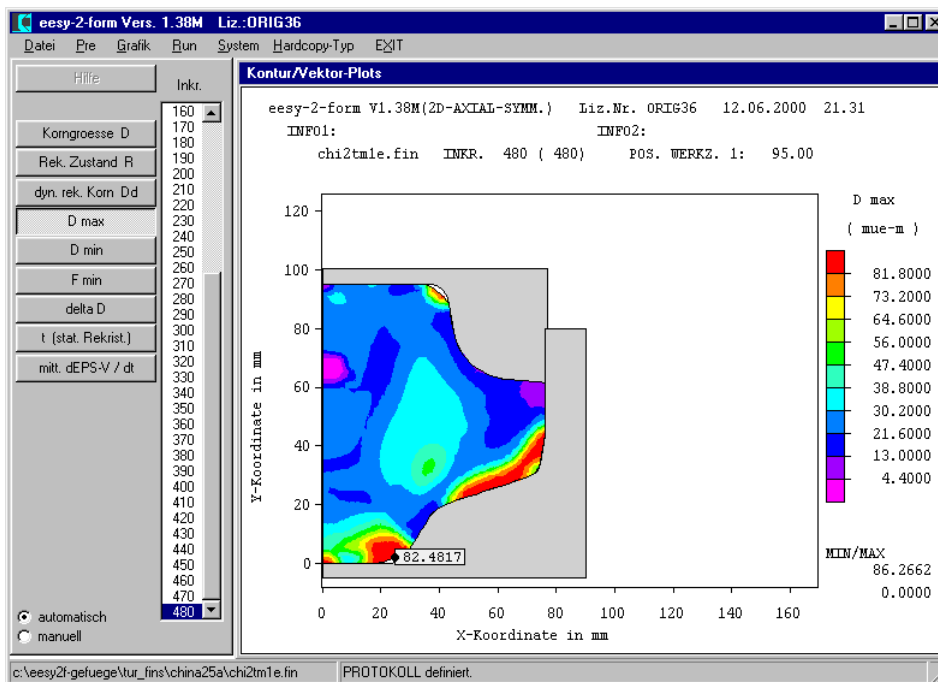 eesy-2-form Vers. 1.38M Liz.:ORIG36
Datei Pre Grafik Run System Hardcopy-Typ EXIT
Hilfe
Inkr.
Korngroesse D
Rek. Zustand R
dyn. rek. Korn Dd
D max
D min
F min
delta D
t (stat. Rekrist.)
mitt. dEPS-V / dt
160
170
180
190
200
210
220
230
240
250
260
270
280
290
300
310
320
330
340
350
360
370
380
390
400
410
420
430
440
450
460
470
480
automatisch
manuell
Kontur/Vektor-Plots
eesy-2-form V1.38M(2D-AXIAL-SYMM.) Liz.Nr. ORIG36 12.06.2000 21.31
INFO1: INFO2:
chi2tm1e.fin INKR. 480 ( 480) POS. WERKZ. 1: 95.00
120
100
80
60
40
20
0
Y-Koordinate in mm
82.4817
0 20 40 60 80 100 120 140 160
X-Koordinate in mm
D max
( mue-m )
81.8000
73.2000
64.6000
56.0000
47.4000
38.8000
30.2000
21.6000
13.0000
4.4000
MIN/MAX
86.2662
0.0000
c:\eesy2f-gefuege\tur_fins\china25a\chi2tm1e.fin PROTOKOLL definiert.